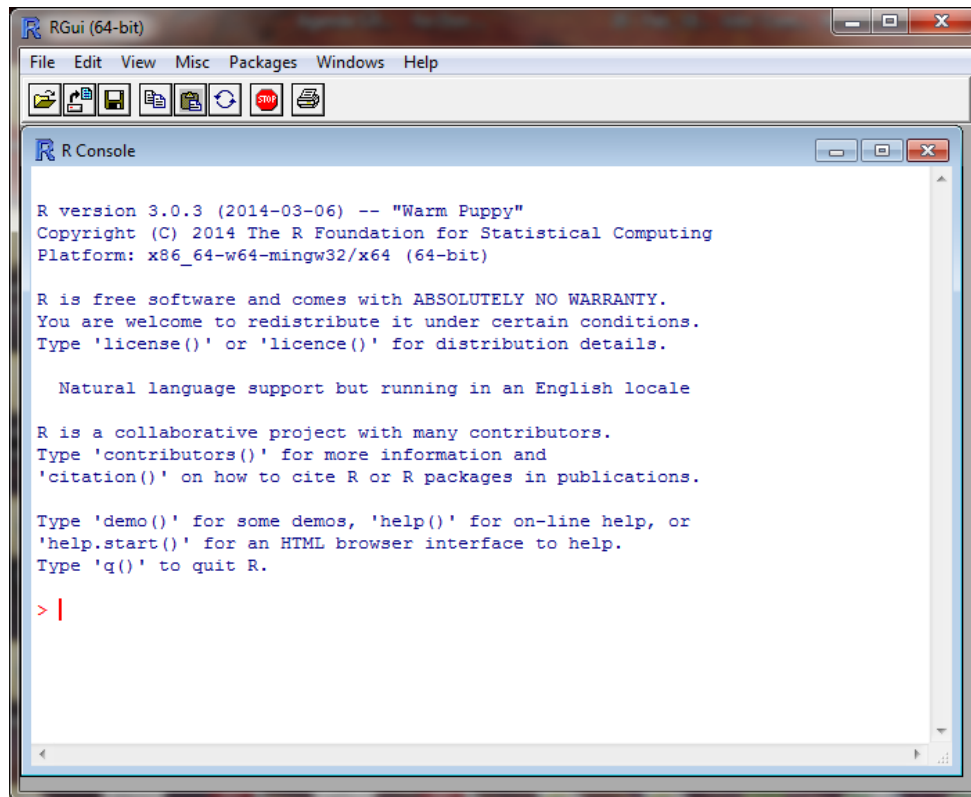 RGui (64-bit)
File Edit View Misc Packages Windows Help
STOP
R Console
R version 3.0.3 (2014-03-06) -- "Warm Puppy"
Copyright (C) 2014 The R Foundation for Statistical Computing
Platform: x86_64-w64-mingw32/x64 (64-bit)
R is free software and comes with ABSOLUTELY NO WARRANTY.
You are welcome to redistribute it under certain conditions.
Type 'license()' or 'licence()' for distribution details.
Natural language support but running in an English locale
R is a collaborative project with many contributors.
Type 'contributors()' for more information and
'citation()' on how to cite R or R packages in publications.
Type 'demo()' for some demos, 'help()' for on-line help, or
'help.start()' for an HTML browser interface to help.
Type 'q()' to quit R.
>